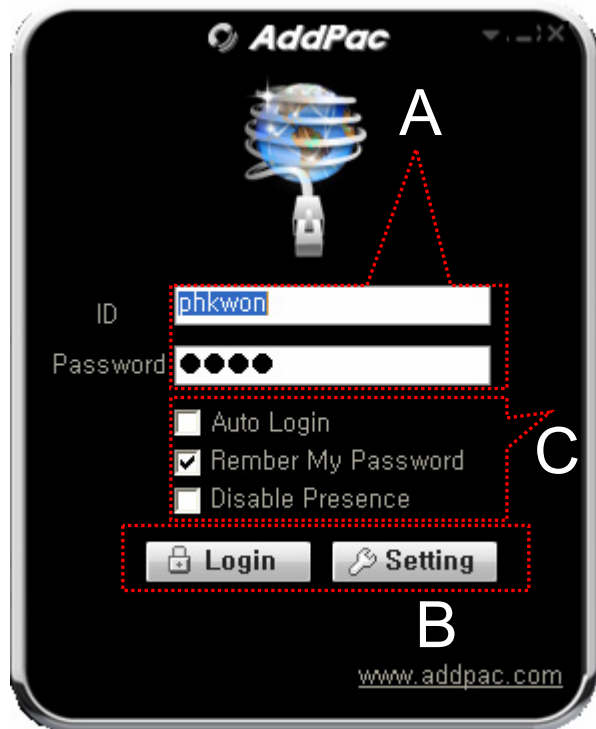 AddPac
A
ID
phkwon
Password
Auto Login
Rember My Password
Disable Presence
C
Login
Setting
B
www.addpac.com